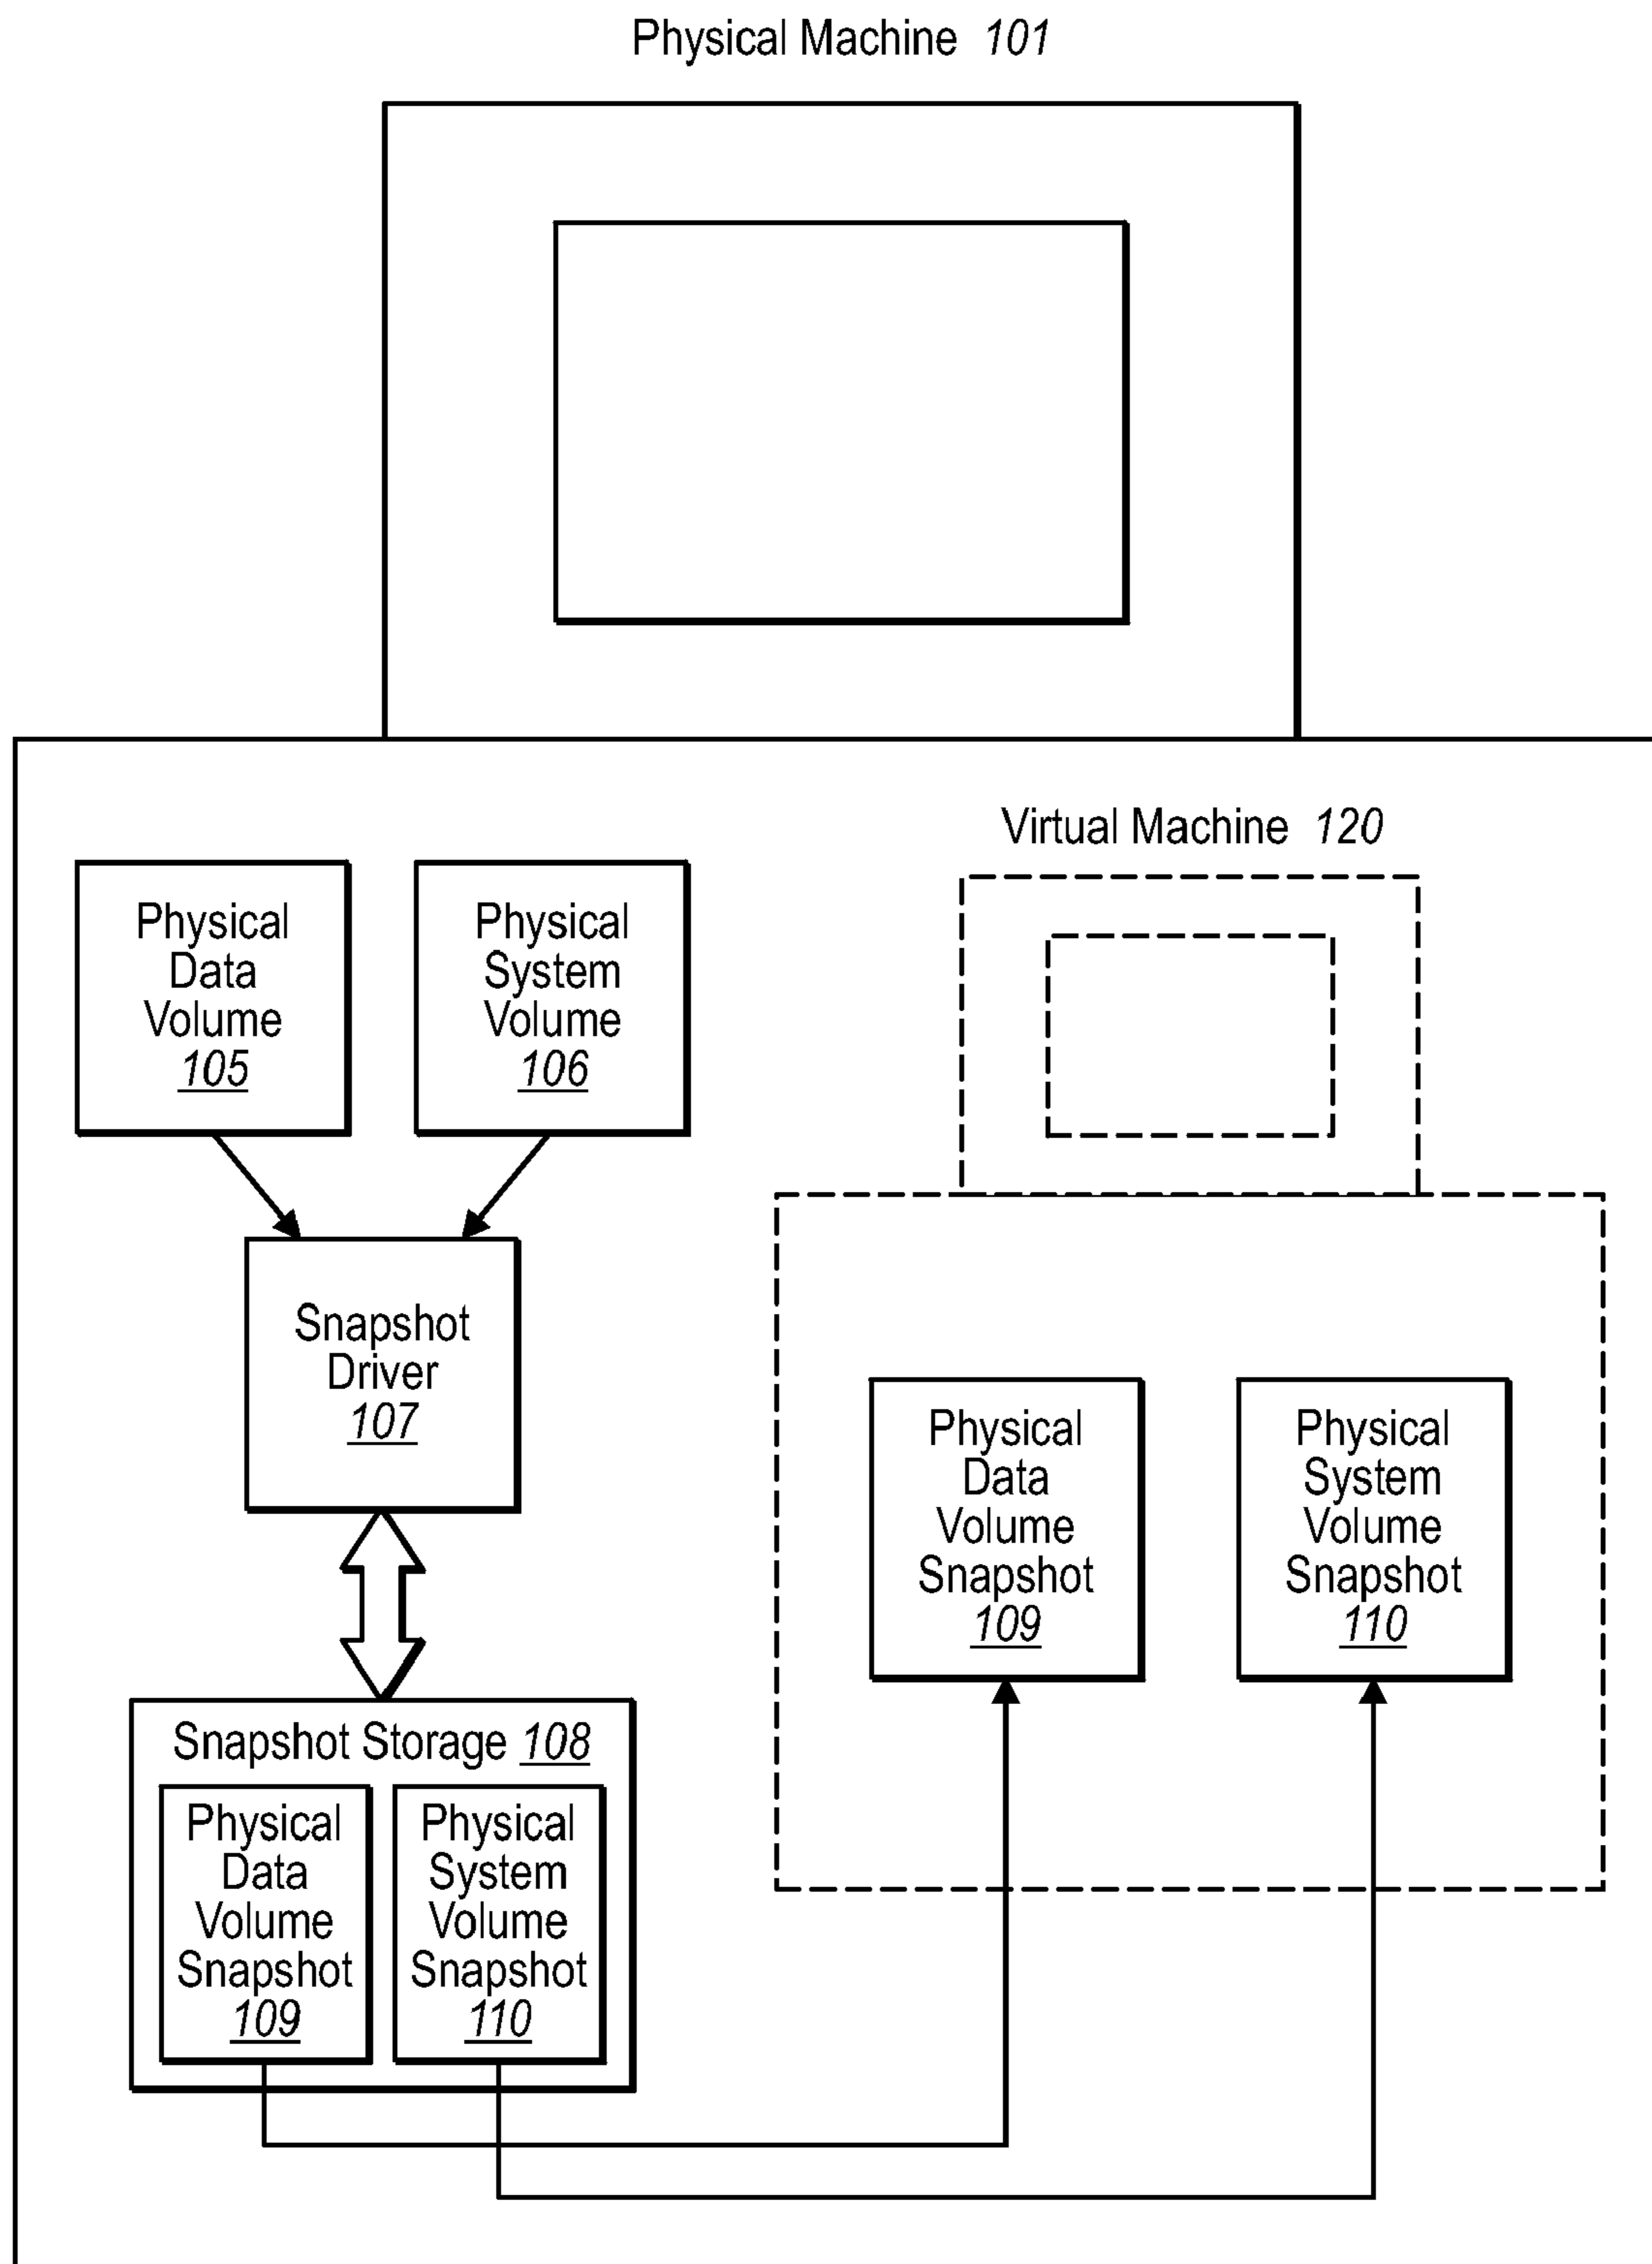 Physical Machine 101
Virtual Machine 120
Physical
Data
Volume
105
Physical
System
Volume
106
Snapshot
Driver
107
Physical
Data
Volume
Snapshot
109
Physical
System
Volume
Snapshot
110
Snapshot Storage 108
Physical
Data
Volume
Snapshot
109
Physical
System
Volume
Snapshot
110